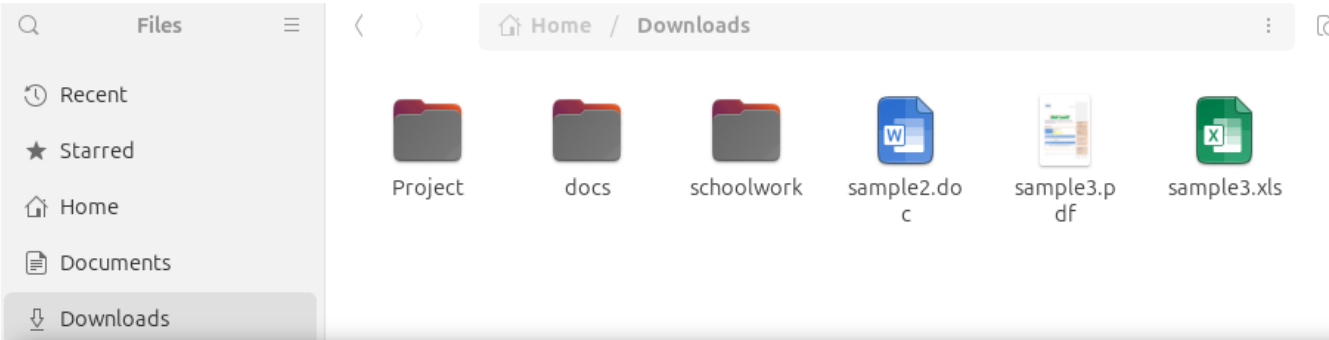 Files
Home / Downloads
Recent
Starred
Home
Documents
Downloads
Project
docs
schoolwork
sample2.do
c
sample3.p
df
sample3.xls